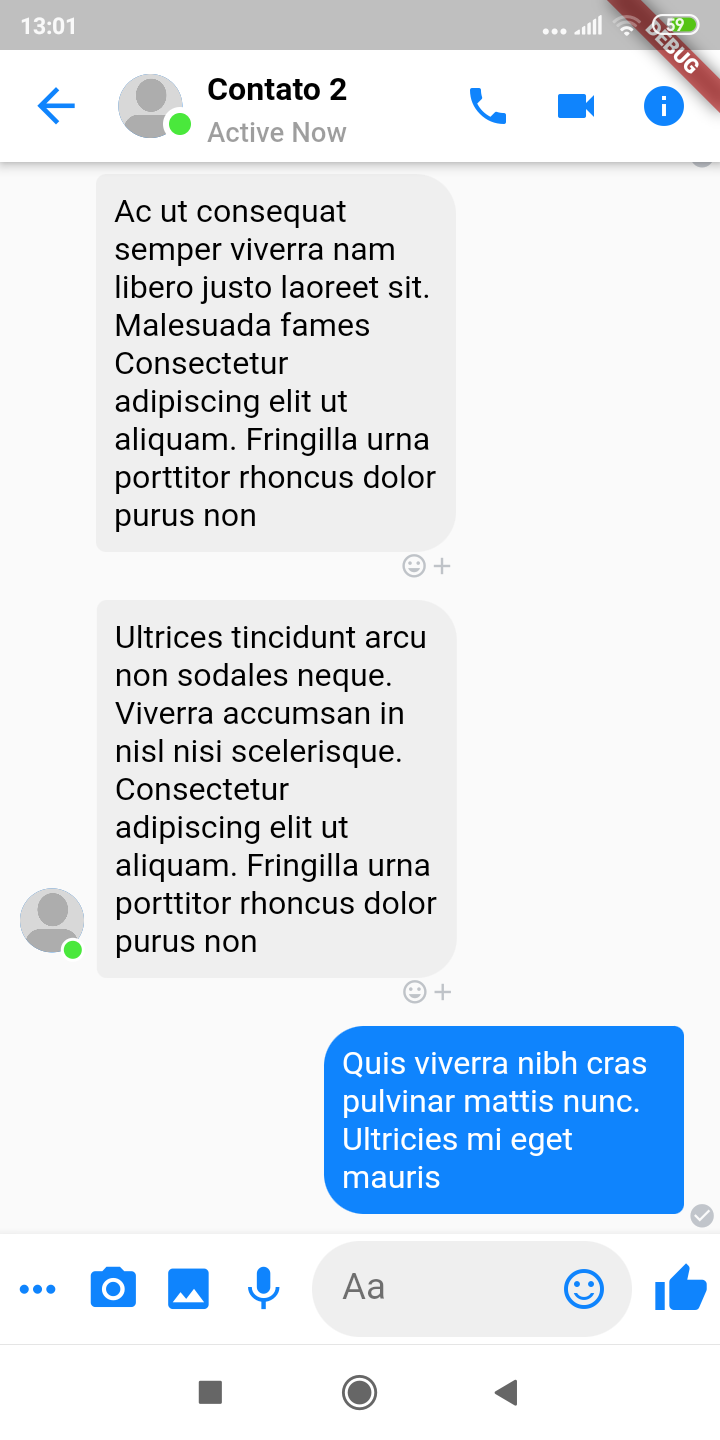 13:01
59
DEBUG
Contato 2
Active Now
Ac ut consequat
semper viverra nam
libero justo laoreet sit.
Malesuada fames
Consectetur
adipiscing elit ut
aliquam. Fringilla urna
porttitor rhoncus dolor
purus non
Ultrices tincidunt arcu
non sodales neque.
Viverra accumsan in
nisl nisi scelerisque.
Consectetur
adipiscing elit ut
aliquam. Fringilla urna
porttitor rhoncus dolor
purus non
Quis viverra nibh cras
pulvinar mattis nunc.
Ultricies mi eget
mauris
Aa